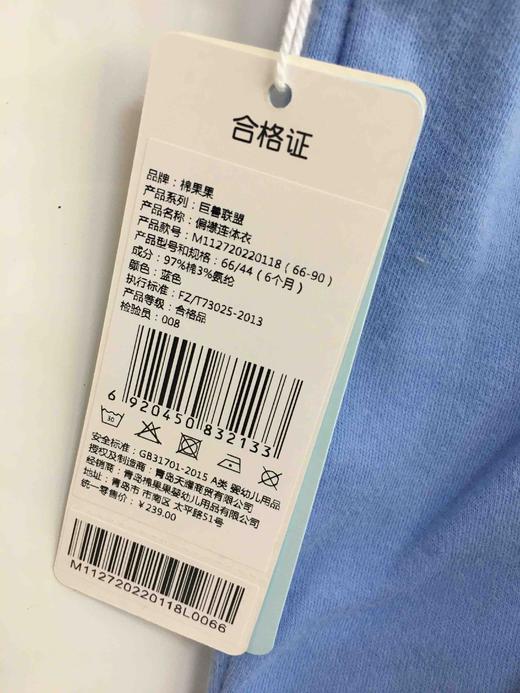 合格证
品牌：棉果果
产品系列：巨兽联盟
产品名称：偏襟连体衣
产品款号：M112720220118（66-90）
产品型号和规格：66/44（6个月）
成分：97%棉3%氨纶
颜色：蓝色
执行标准：FZ/T73025-2013
产品等级：合格品
检验员：008
6 920450 832133
30
安全标准：GB31701-2015 A类 婴幼儿用品
授权及制造商：青岛天瑾商贸有限公司
经销商：青岛棉果果婴幼儿用品有限公司
地址：青岛市 市南区 太平路51号
统一零售价：￥239.00
M112720220118L0066